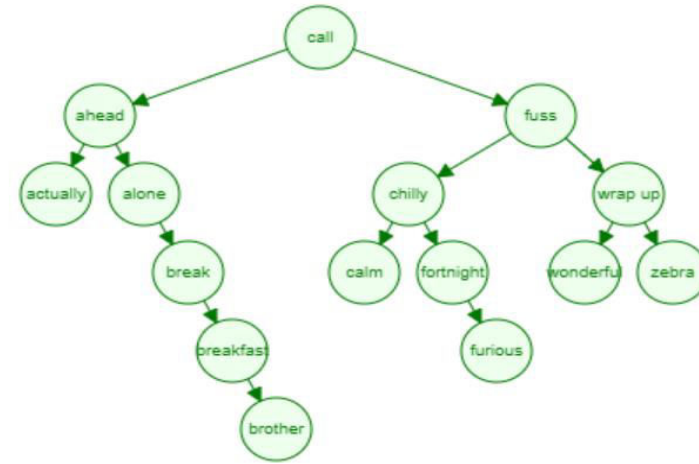 call
ahead
fuss
actually
alone
chilly
wrap up
break
calm
fortnight
wonderful
zebra
breakfast
furious
brother